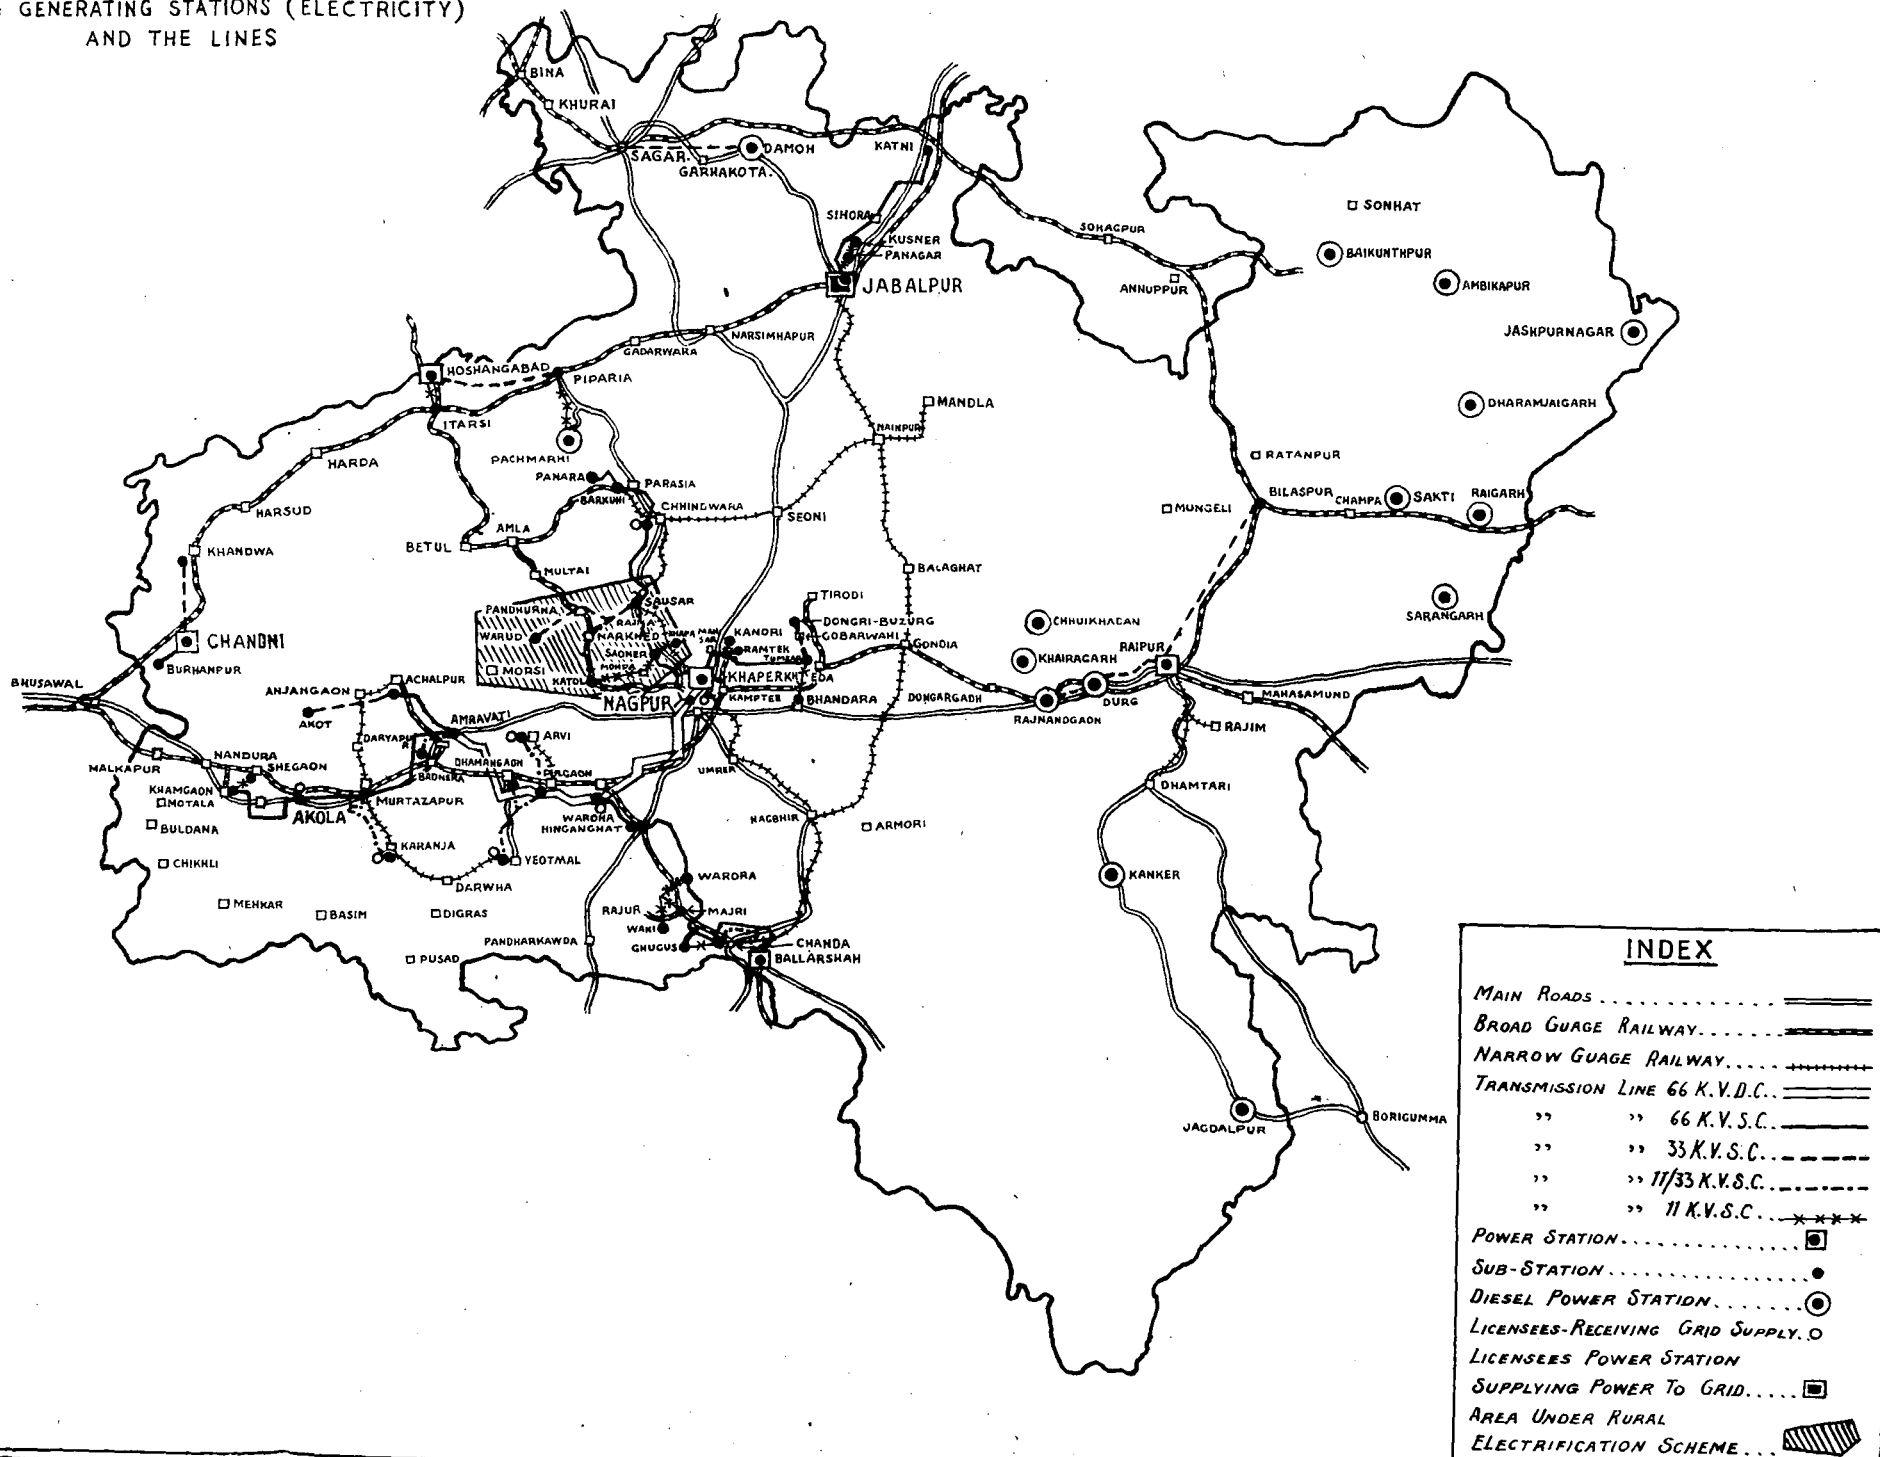 GENERATING STATIONS (ELECTRICITY)
AND THE LINES
BINA
KHURAI
SAGAR
DAMOH
GARHAKOTA.
KATNI
SIHORA
KUSNER
PANAGAR
JABALPUR
SOHAGPUR
ANNUPPUR
SONHAT
BAIKUNTHPUR
AMBIKAPUR
JASHPURNAGAR
DHARAMJAIGARH
NARSIMHAPUR
GADARWARA
HOSHANGABAD
PIPARIA
ITARSI
PACHMARHI
HARDA
HARSUD
KHANDWA
CHANDNI
BURHANPUR
BHUSAWAL
MANDLA
NAINPUR
RATANPUR
BILASPUR
CHAMPA
SAKTI
RAIGARH
MUNGELI
PANARA
BARKUHI
PARASIA
CHHINDWARA
SEONI
AMLA
BETUL
MULTAI
BALAGHAT
TIRODI
PANDHURNA
SAUSAR
RAJNA
WARUD
NARKHED
KHAPA
MAN
SAR
KANDRI
DONGRI-BUZURG
GOBARWAHI
SAONER
RAMTEK
TUMSAR
GONDIA
MORSI
MOHPA
KATOL
KHAPERKHEDA
NAGPUR
KAMPTEE
BHANDARA
DONGARGADH
CHHUIKHADAN
KHAIRAGARH
RAIPUR
RAJNANDGAON
DURG
MAHASAMUND
RAJIM
SARANGARH
ANJANGAON
ACHALPUR
AKOT
AMRAVATI
DARYAPUR
ARVI
DHAMANGAON
BADNERA
PULGAON
UMRER
MALKAPUR
NANDURA
SHEGAON
KHAMGAON
MOTALA
AKOLA
MURTAZAPUR
WARDHA
HINGANGHAT
NAGBHIR
ARMORI
DHAMTARI
BULDANA
CHIKHLI
KARANJA
YEOTMAL
DARWHA
KANKER
MEHKAR
BASIM
DIGRAS
WARORA
RAJUR
MAJRI
WANI
GHUGUS
CHANDA
BALLARSHAH
PANDHARKAWDA
PUSAD
JAGDALPUR
BORIGUMMA
INDEX
MAIN ROADS
BROAD GUAGE RAILWAY
NARROW GUAGE RAILWAY
TRANSMISSION LINE 66 K.V.D.C.
,, ,, 66 K.V.S.C.
,, ,, 33 K.V.S.C.
,, ,, 11/33 K.V.S.C.
,, ,, 11 K.V.S.C.
POWER STATION
SUB-STATION
DIESEL POWER STATION
LICENSEES-RECEIVING GRID SUPPLY
LICENSEES POWER STATION
SUPPLYING POWER TO GRID
AREA UNDER RURAL
ELECTRIFICATION SCHEME